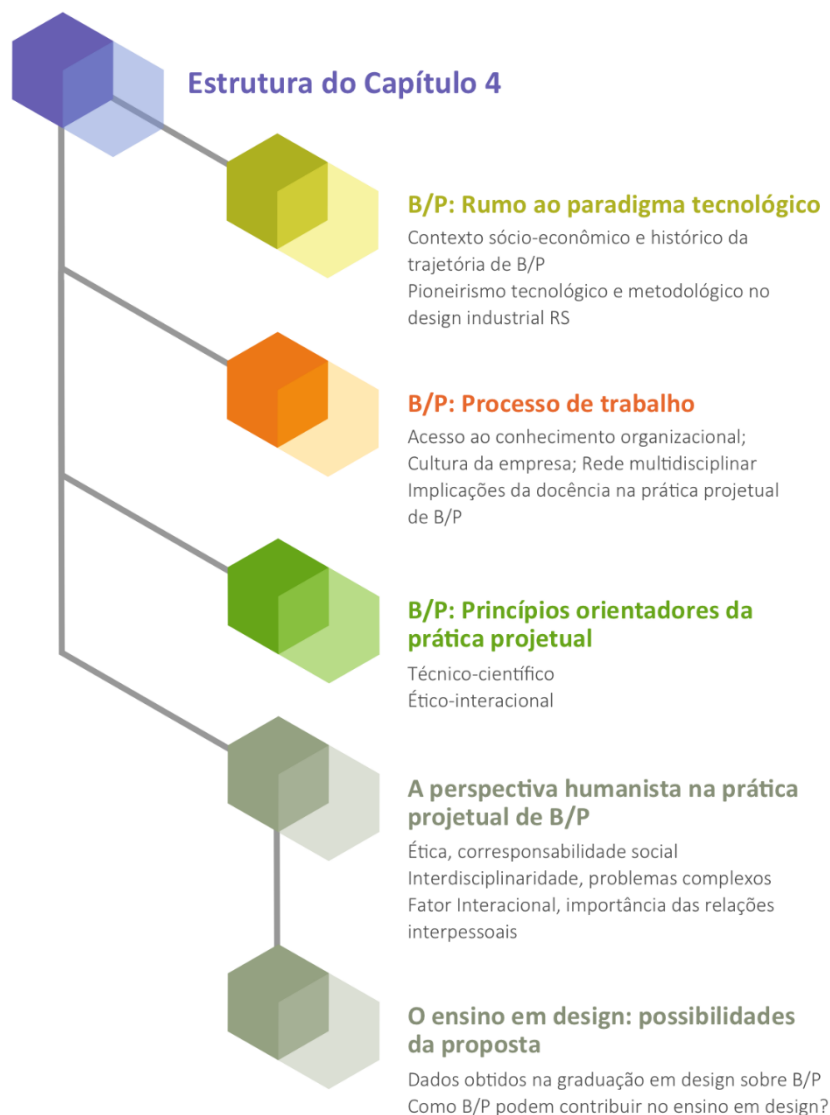 Estrutura do Capítulo 4
B/P: Rumo ao paradigma tecnológico
Contexto sócio-econômico e histórico da
trajetória de B/P
Pioneirismo tecnológico e metodológico no
design industrial RS
B/P: Processo de trabalho
Acesso ao conhecimento organizacional;
Cultura da empresa; Rede multidisciplinar
Implicações da docência na prática projetual
de B/P
B/P: Princípios orientadores da
prática projetual
Técnico-científico
Ético-interacional
A perspectiva humanista na prática
projetual de B/P
Ética, corresponsabilidade social
Interdisciplinaridade, problemas complexos
Fator Interacional, importância das relações
interpessoais
O ensino em design: possibilidades
da proposta
Dados obtidos na graduação em design sobre B/P
Como B/P podem contribuir no ensino em design?